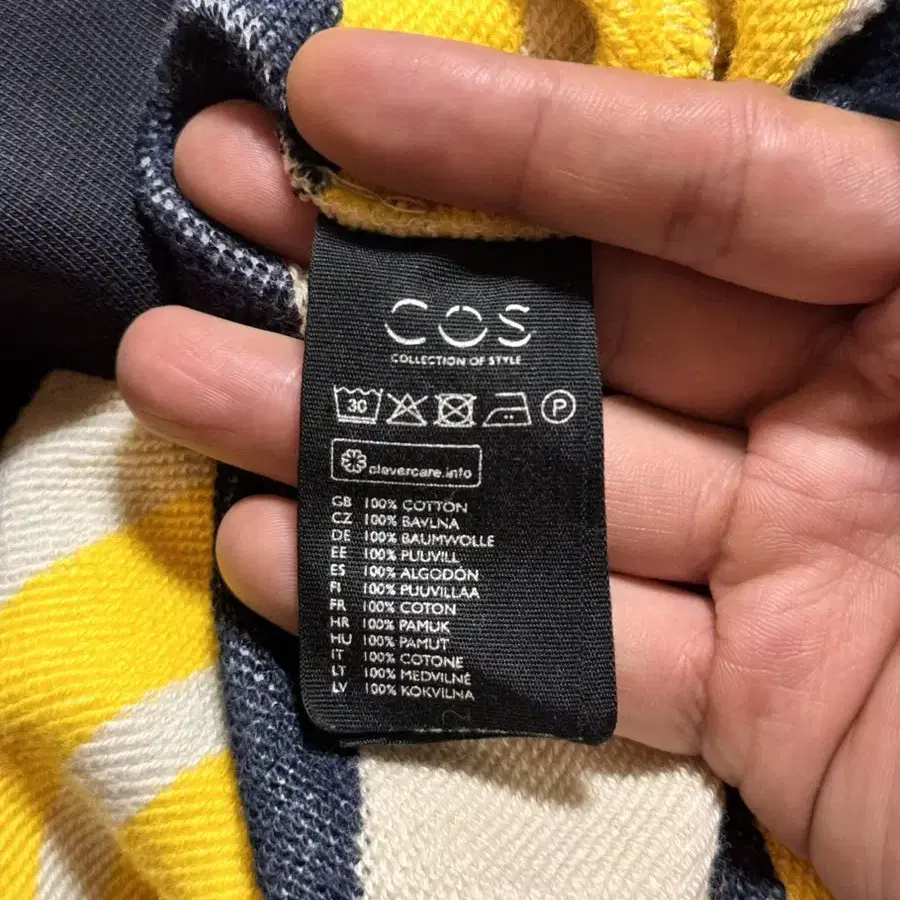 COS
COLLECTION OF STYLE
30 P
clevercare.info
GB 100% COTTON
CZ 100% BAVLNA
DE 100% BAUMWOLLE
EE 100% PUUVILL
ES 100% ALGODÓN
FI 100% PUUVILLAA
FR 100% COTON
HR 100% PAMUK
HU 100% PAMUT
IT 100% COTONE
LT 100% MEDVILNĖ
LV 100% KOKVILNA
2